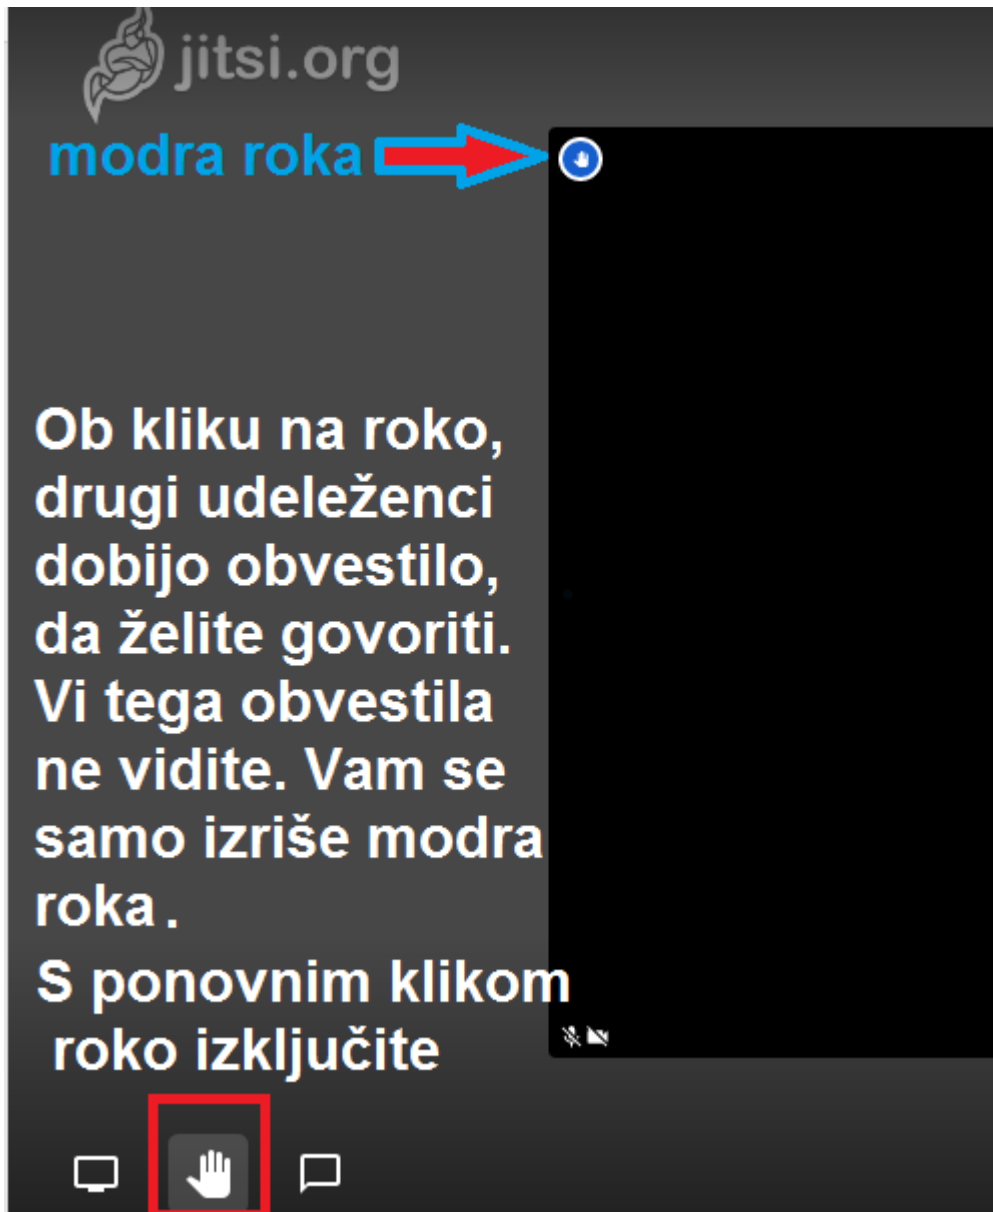 jitsi.org
modra roka
Ob kliku na roko,
drugi udeleženci
dobijo obvestilo,
da želite govoriti.
Vi tega obvestila
ne vidite. Vam se
samo izriše modra
roka .
S ponovnim klikom
roko izključite